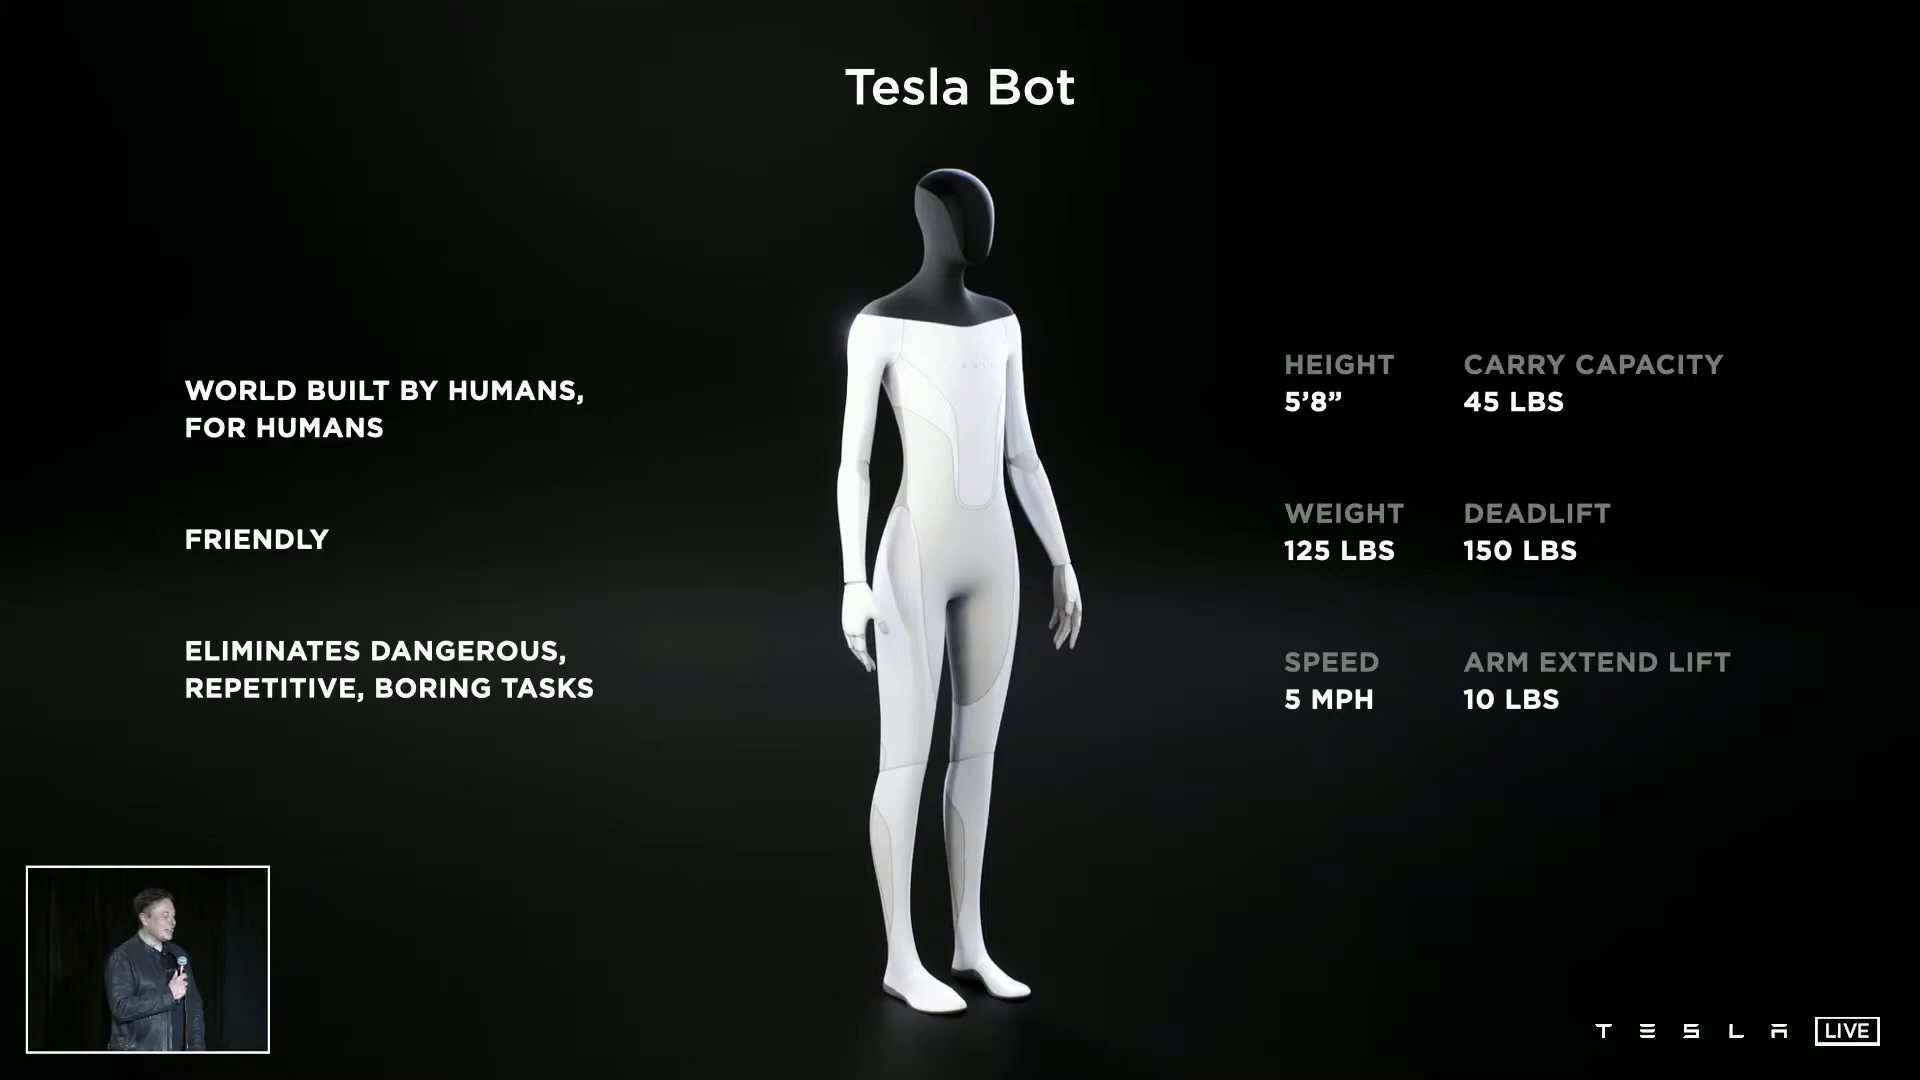 Tesla Bot
WORLD BUILT BY HUMANS,
FOR HUMANS
FRIENDLY
ELIMINATES DANGEROUS,
REPETITIVE, BORING TASKS
HEIGHT
5’8”
CARRY CAPACITY
45 LBS
WEIGHT
125 LBS
DEADLIFT
150 LBS
SPEED
5 MPH
ARM EXTEND LIFT
10 LBS
TESLA LIVE